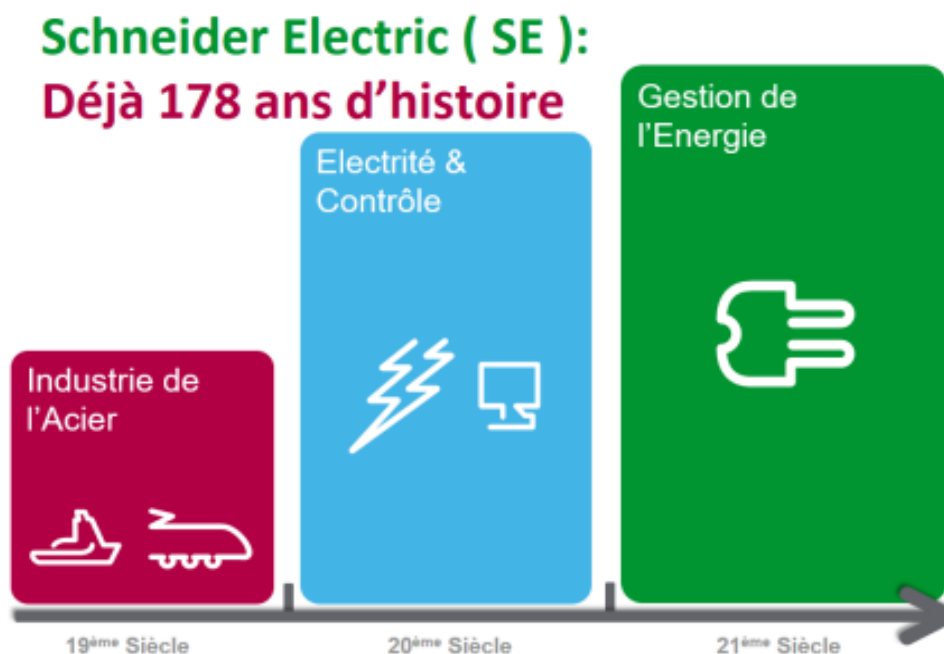 Schneider Electric ( SE ):
Déjà 178 ans d’histoire
Gestion de
l’Energie
Electrité &
Contrôle
Industrie de
l’Acier
19ème Siècle
20ème Siècle
21ème Siècle